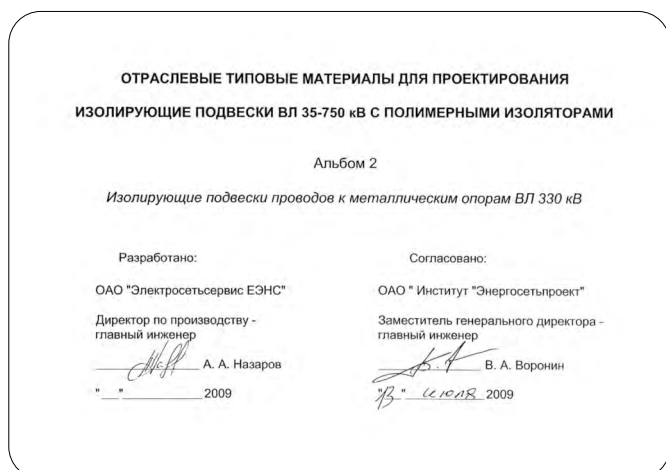 ОТРАСЛЕВЫЕ ТИПОВЫЕ МАТЕРИАЛЫ ДЛЯ ПРОЕКТИРОВАНИЯ
ИЗОЛИРУЮЩИЕ ПОДВЕСКИ ВЛ 35-750 кВ С ПОЛИМЕРНЫМИ ИЗОЛЯТОРАМИ
Альбом 2
Изолирующие подвески проводов к металлическим опорам ВЛ 330 кВ
Разработано:
ОАО "Электросетьсервис ЕЭНС"
Директор по производству -
главный инженер
А. А. Назаров
"___"____________ 2009
Согласовано:
ОАО " Институт "Энергосетьпроект"
Заместитель генерального директора -
главный инженер
В. А. Воронин
"13" июля 2009